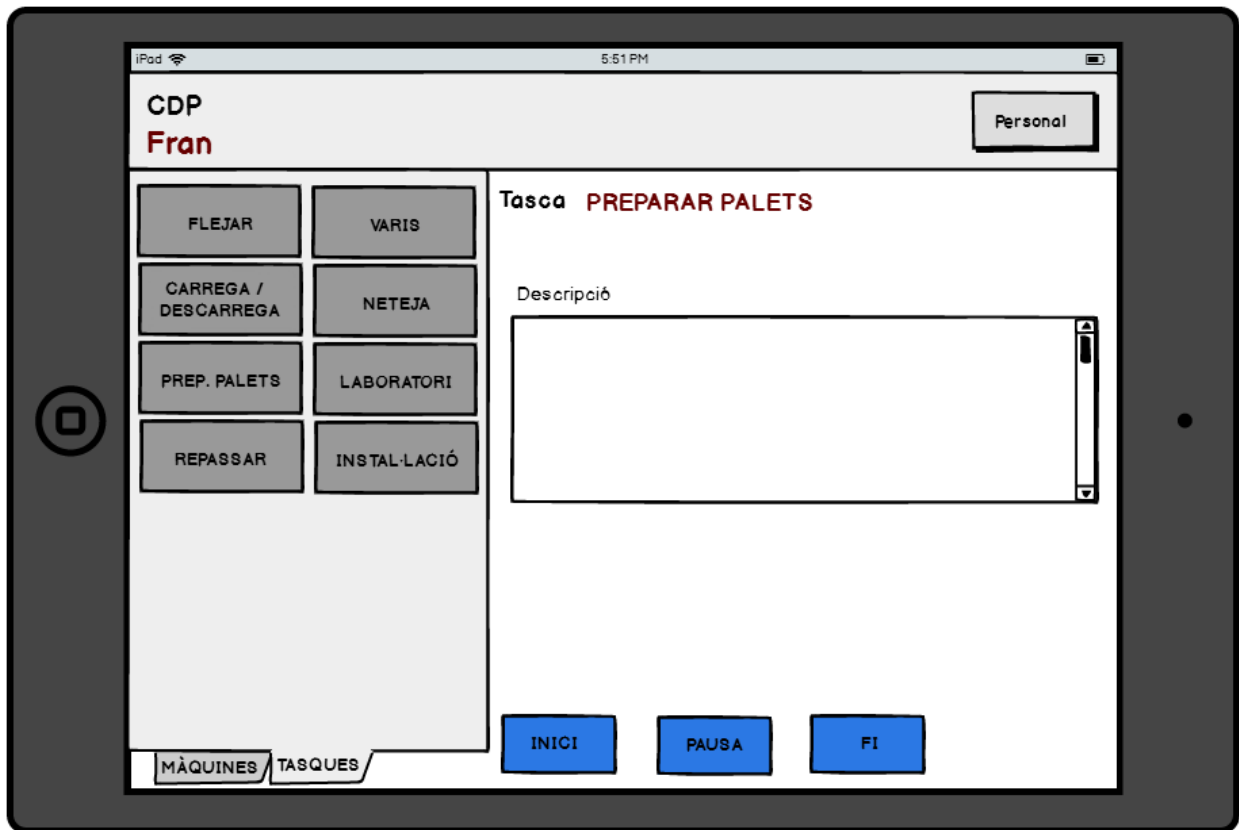 iPad 5:51 PM
CDP
Fran
Personal
FLEJAR
VARIS
CARREGA /
DESCARREGA
NETEJA
PREP. PALETS
LABORATORI
REPASSAR
INSTAL·LACIÓ
MÀQUINES
TASQUES
Tasca PREPARAR PALETS
Descripció
INICI
PAUSA
FI